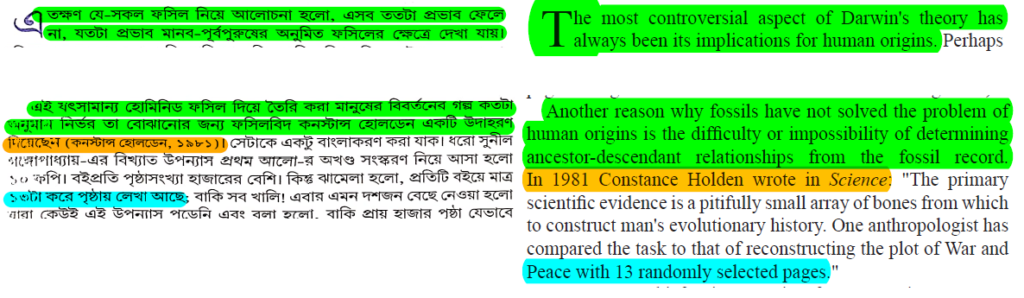 এতক্ষণ যে-সকল ফসিল নিয়ে আলোচনা হলো, এসব ততটা প্রভাব ফেলে
না, যতটা প্রভাব মানব-পূর্বপুরুষের অনুমিত ফসিলের ক্ষেত্রে দেখা যায়।
The most controversial aspect of Darwin's theory has
always been its implications for human origins. Perhaps
এই যৎসামান্য হোমিনিড ফসিল দিয়ে তৈরি করা মানুষের বিবর্তনের গল্প কতটা
অনুমান নির্ভর তা বোঝানোর জন্য ফসিলবিদ কনস্টান্স হোলডেন একটি উদাহরণ
দিয়েছেন (কনস্টান্স হোলডেন, ১৯৮১)। সেটাকে একটু বাংলাকরণ করা যাক। ধরো সুনীল
গঙ্গোপাধ্যায়-এর বিখ্যাত উপন্যাস প্রথম আলো-র অখণ্ড সংস্করণ নিয়ে আসা হলো
১০ কপি। বইপ্রতি পৃষ্ঠাসংখ্যা হাজারের বেশি। কিন্তু ঝামেলা হলো, প্রতিটি বইয়ে মাত্র
১৩টা করে পৃষ্ঠায় লেখা আছে; বাকি সব খালি! এবার এমন দশজন বেছে নেওয়া হলো
যারা কেউই এই উপন্যাস পড়েনি এবং বলা হলো, বাকি প্রায় হাজার পৃষ্ঠা যেভাবে
Another reason why fossils have not solved the problem of
human origins is the difficulty or impossibility of determining
ancestor-descendant relationships from the fossil record.
In 1981 Constance Holden wrote in Science: "The primary
scientific evidence is a pitifully small array of bones from which
to construct man's evolutionary history. One anthropologist has
compared the task to that of reconstructing the plot of War and
Peace with 13 randomly selected pages."